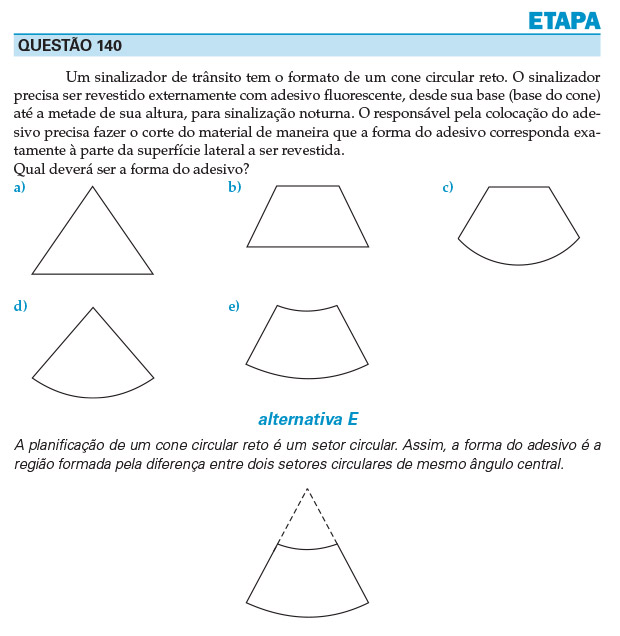 ETAPA
QUESTÃO 140
Um sinalizador de trânsito tem o formato de um cone circular reto. O sinalizador
precisa ser revestido externamente com adesivo fluorescente, desde sua base (base do cone)
até a metade de sua altura, para sinalização noturna. O responsável pela colocação do ade-
sivo precisa fazer o corte do material de maneira que a forma do adesivo corresponda exa-
tamente à parte da superfície lateral a ser revestida.
Qual deverá ser a forma do adesivo?
a) b) c)
d) e)
alternativa E
A planificação de um cone circular reto é um setor circular. Assim, a forma do adesivo é a
região formada pela diferença entre dois setores circulares de mesmo ângulo central.